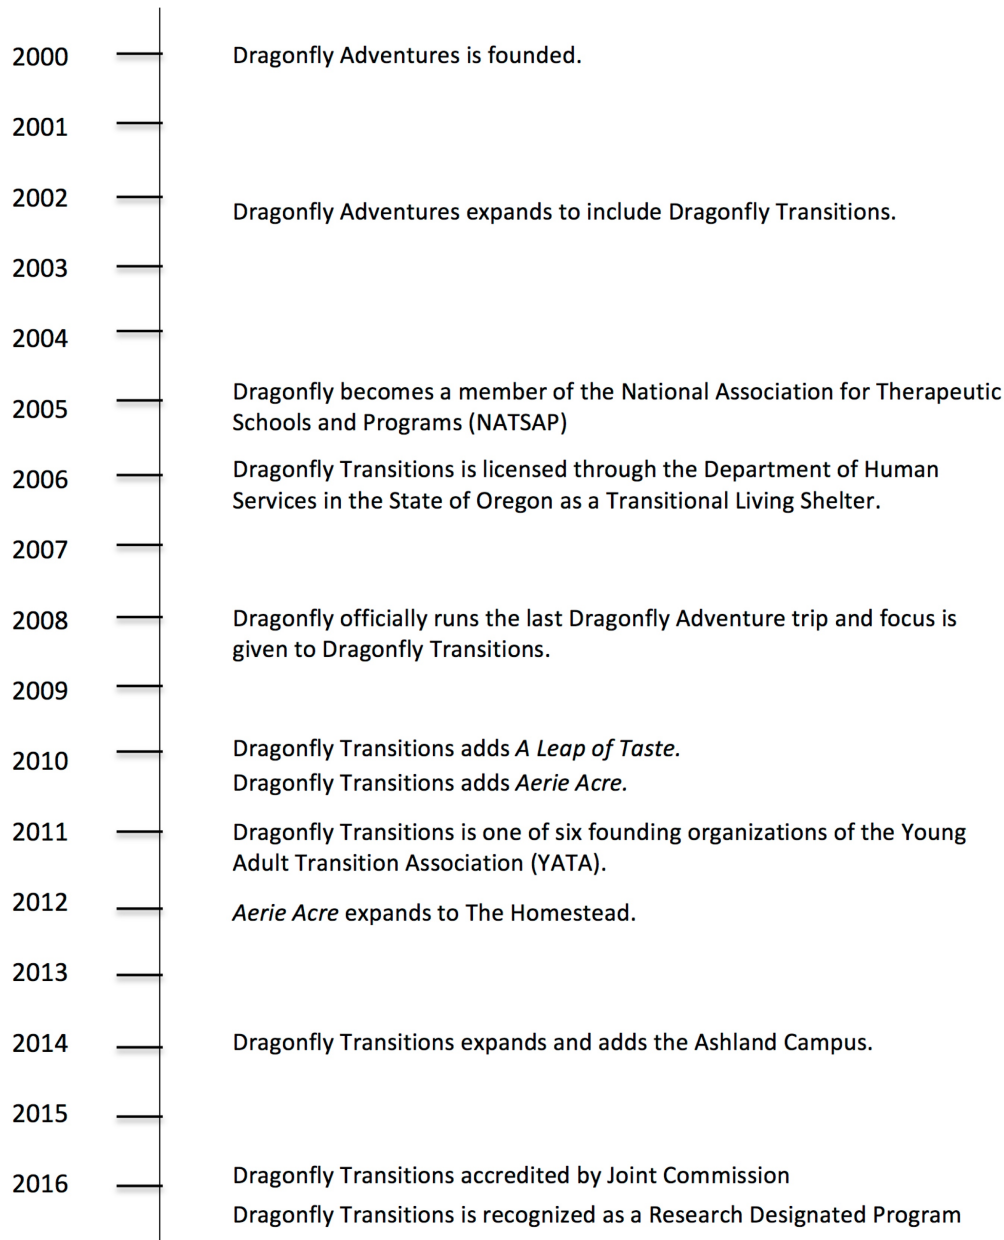 2000 Dragonfly Adventures is founded.
2001
2002 Dragonfly Adventures expands to include Dragonfly Transitions.
2003
2004
2005 Dragonfly becomes a member of the National Association for Therapeutic
Schools and Programs (NATSAP)
2006 Dragonfly Transitions is licensed through the Department of Human
Services in the State of Oregon as a Transitional Living Shelter.
2007
2008 Dragonfly officially runs the last Dragonfly Adventure trip and focus is
given to Dragonfly Transitions.
2009
2010 Dragonfly Transitions adds A Leap of Taste.
Dragonfly Transitions adds Aerie Acre.
2011 Dragonfly Transitions is one of six founding organizations of the Young
Adult Transition Association (YATA).
2012 Aerie Acre expands to The Homestead.
2013
2014 Dragonfly Transitions expands and adds the Ashland Campus.
2015
2016 Dragonfly Transitions accredited by Joint Commission
Dragonfly Transitions is recognized as a Research Designated Program